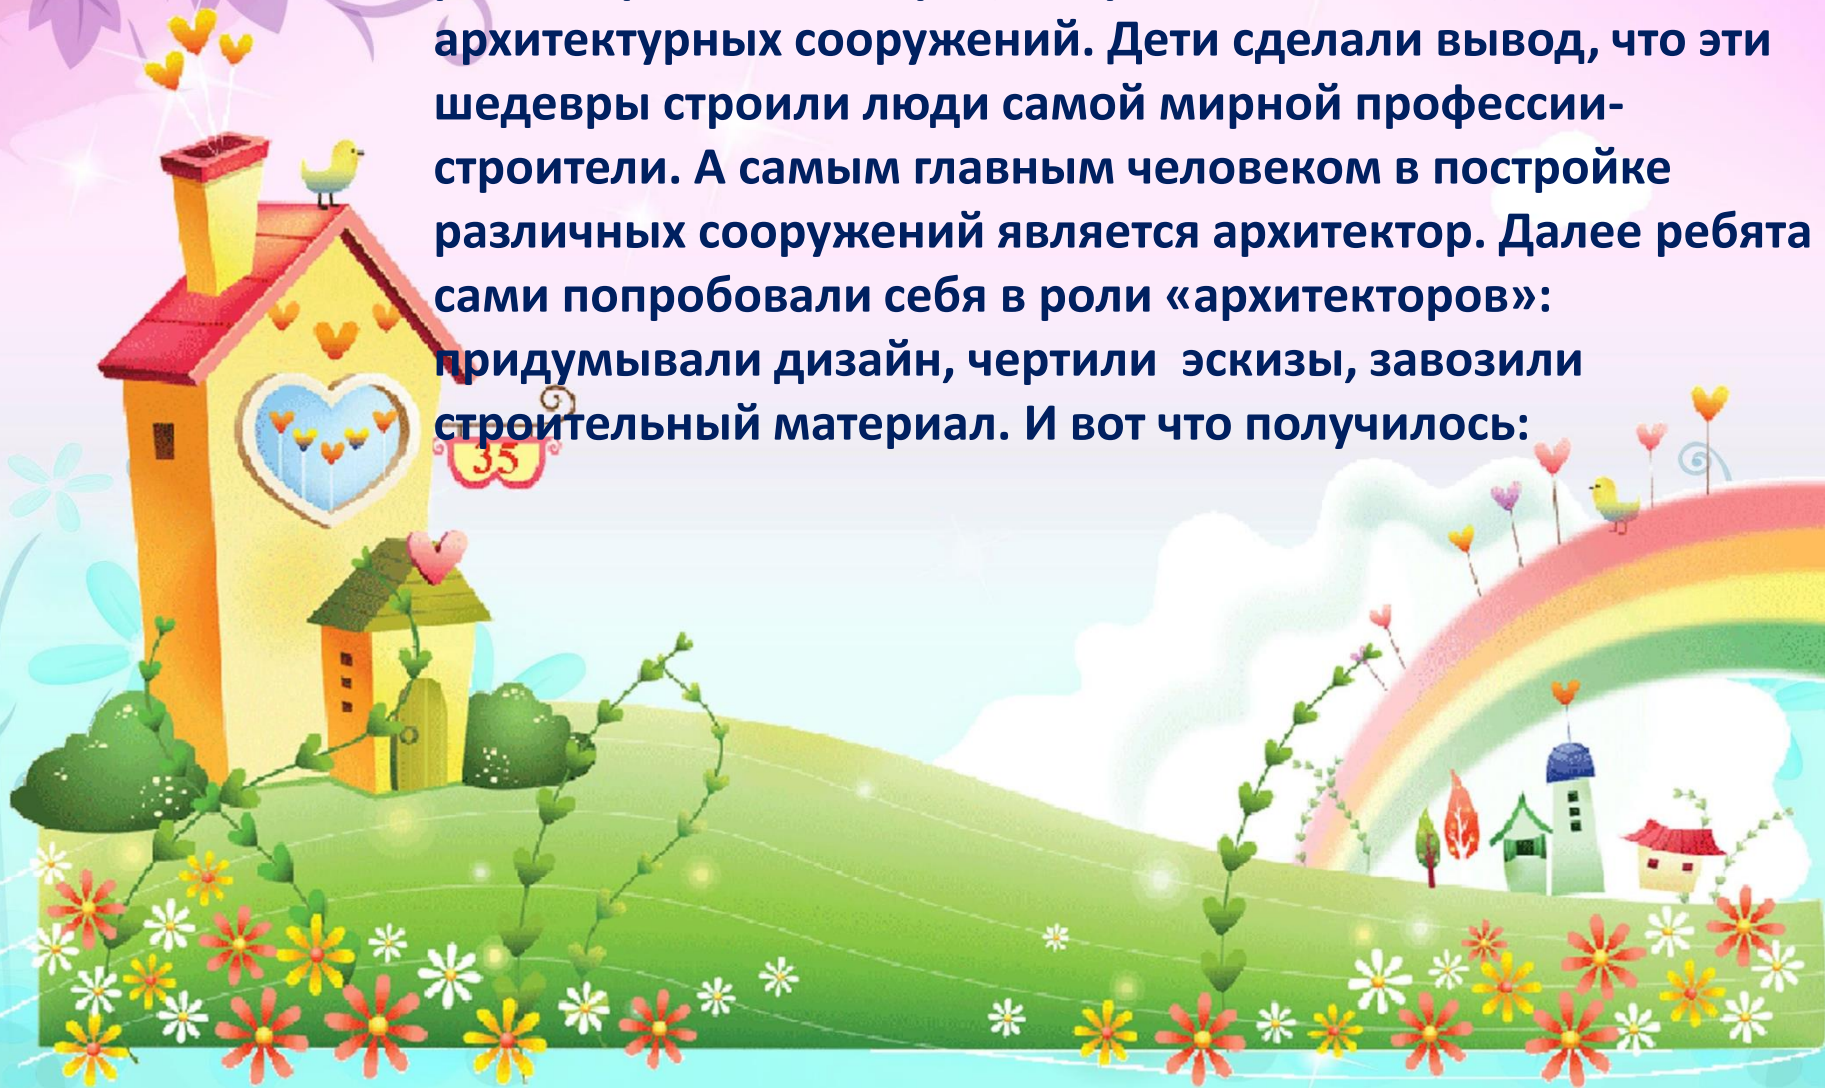 архитектурных сооружений. Дети сделали вывод, что эти
шедевры строили люди самой мирной профессии-
строители. А самым главным человеком в постройке
различных сооружений является архитектор. Далее ребята
сами попробовали себя в роли «архитекторов»:
придумывали дизайн, чертили  эскизы, завозили
строительный материал. И вот что получилось:
35